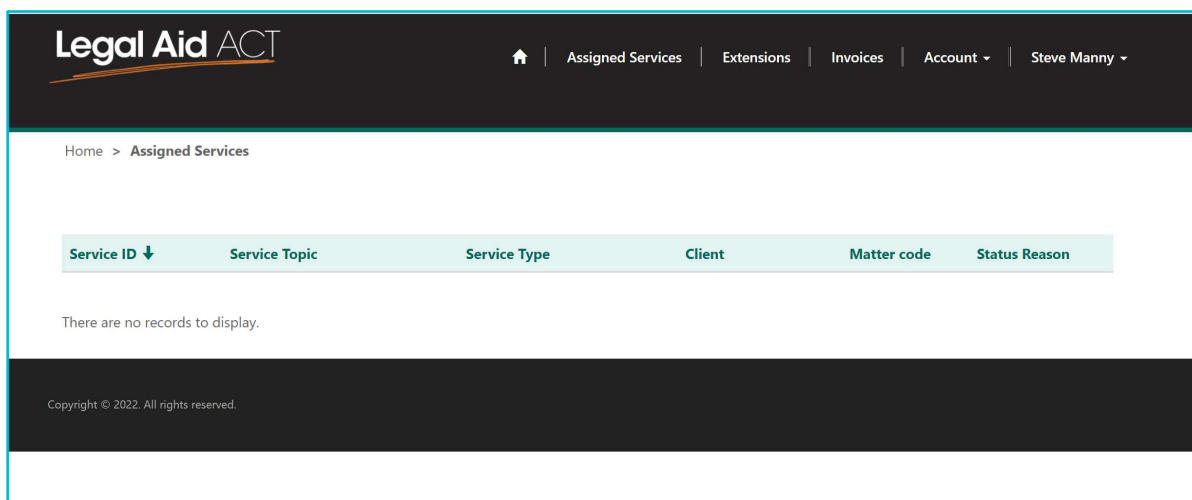 Legal Aid ACT
Assigned Services Extensions Invoices Account Steve Manny
Home > Assigned Services
Service ID Service Topic Service Type Client Matter code Status Reason
There are no records to display.
Copyright © 2022. All rights reserved.